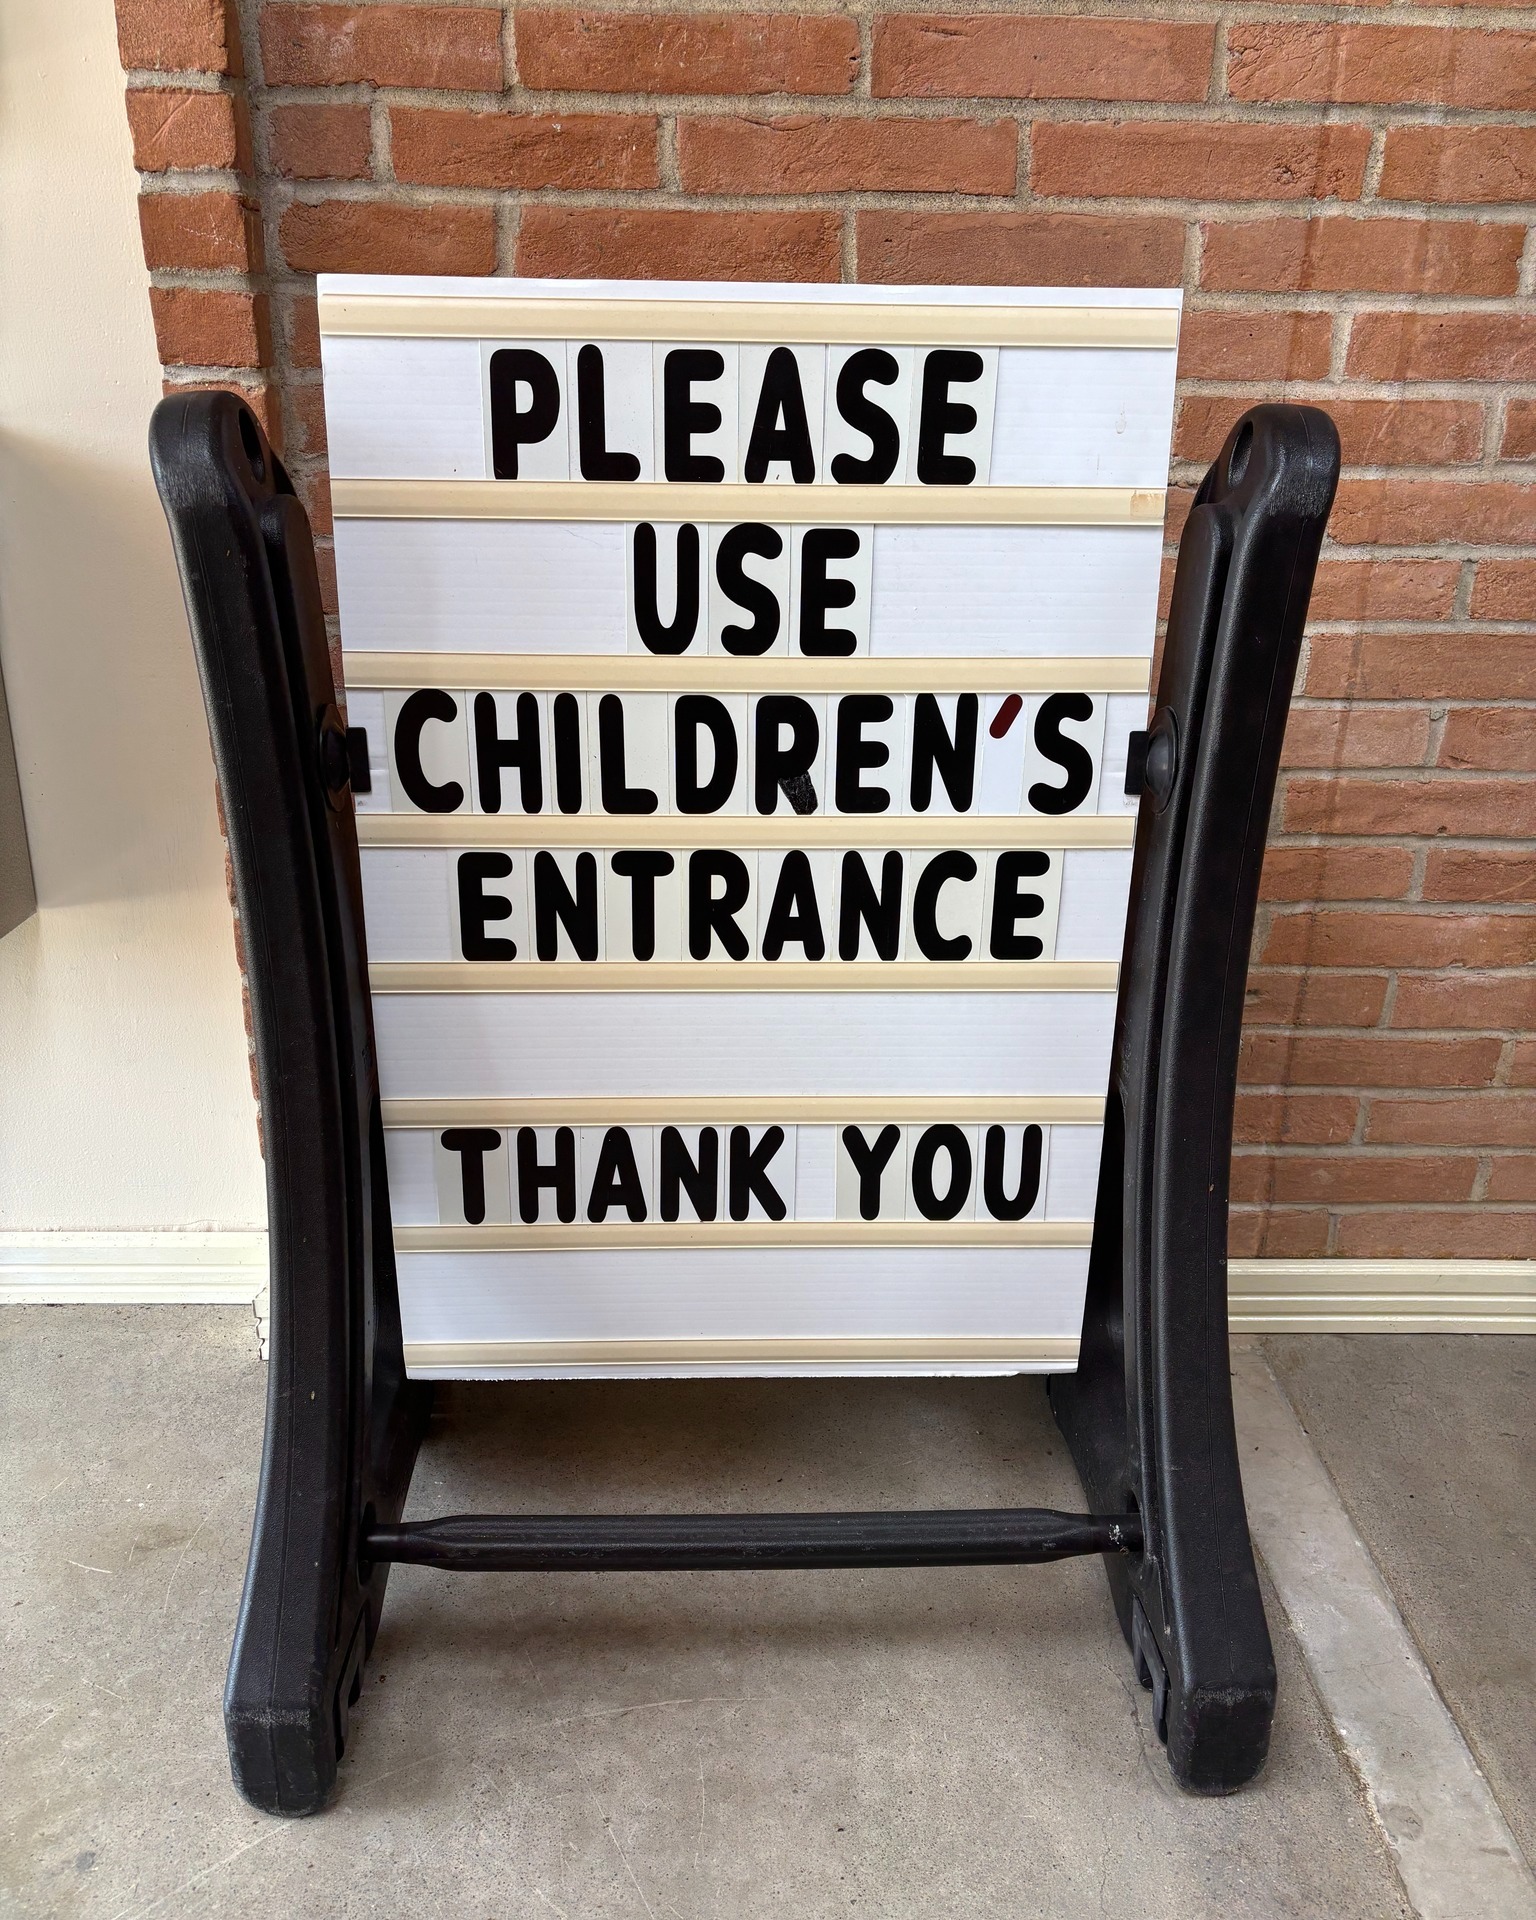 PLEASE
USE
CHILDREN'S
ENTRANCE
THANK YOU